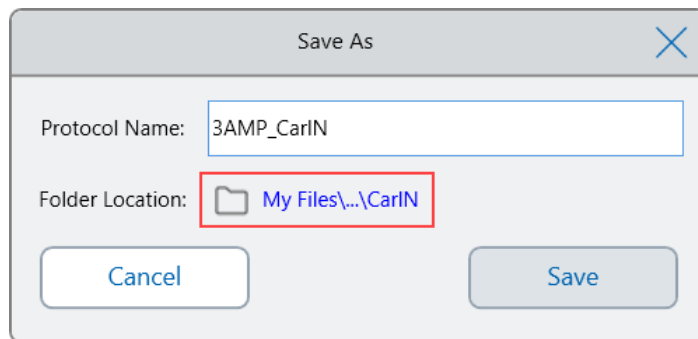 Save As
Protocol Name: 3AMP_CarIN
Folder Location: My Files\...\CarIN
Cancel Save